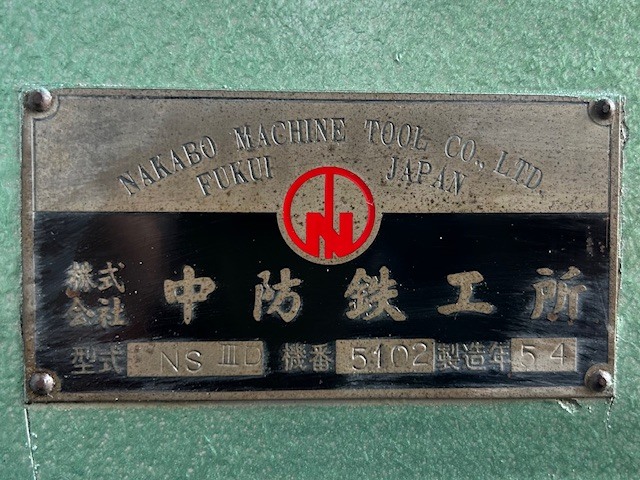 NAKABO MACHINE TOOL CO., LTD.
FUKUI JAPAN
株式会社 中防鉄工所
型式 NS III D 機番 5102 製造年 54